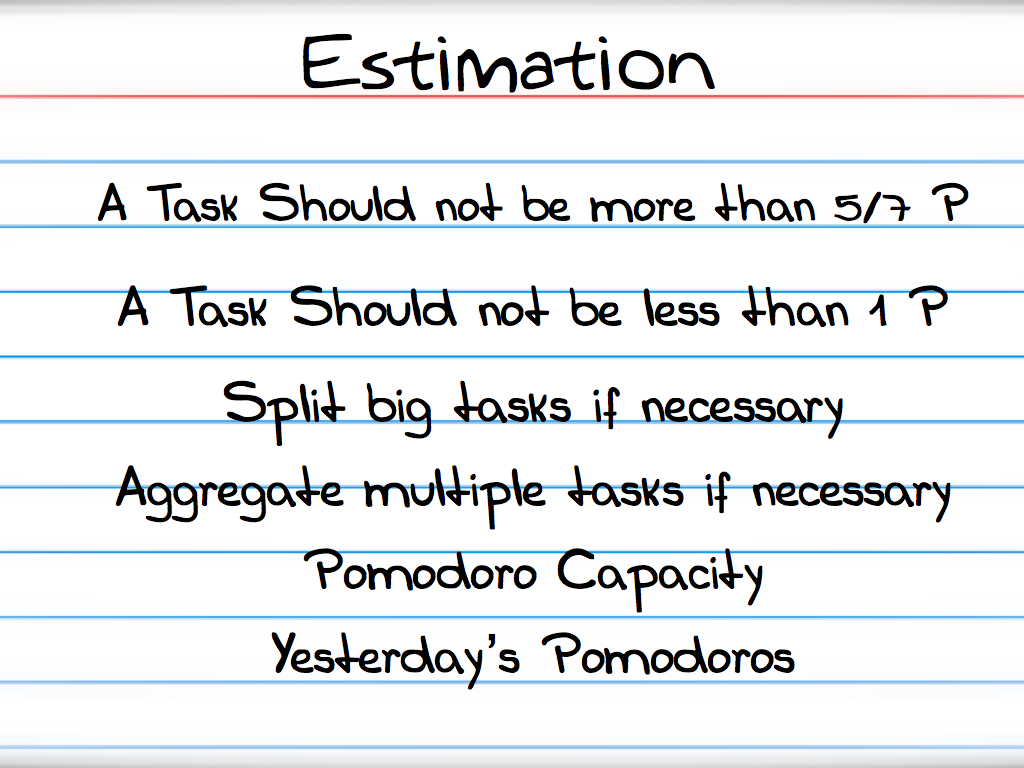 Estimation
A Task Should not be more than 5/7 P
A Task Should not be less than 1 P
Split big tasks if necessary
Aggregate multiple tasks if necessary
Pomodoro Capacity
Yesterday's Pomodoros